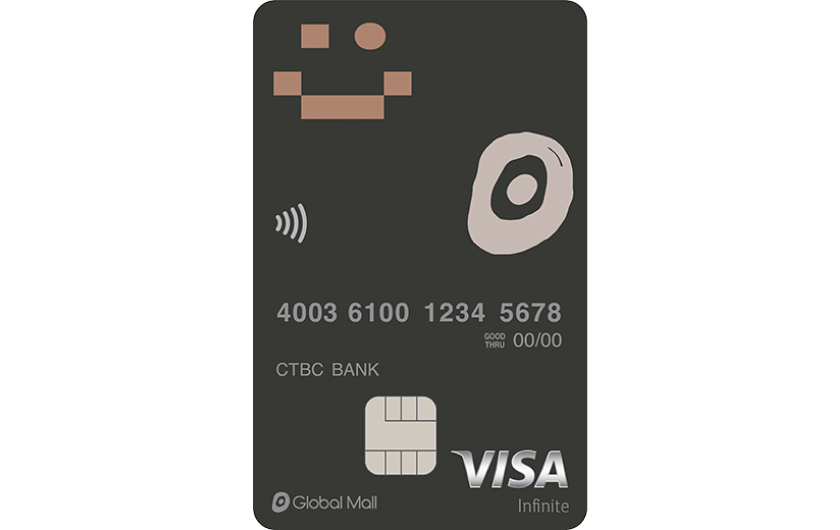 4003 6100 1234 5678
GOOD
THRU 00/00
CTBC BANK
VISA
Infinite
Global Mall